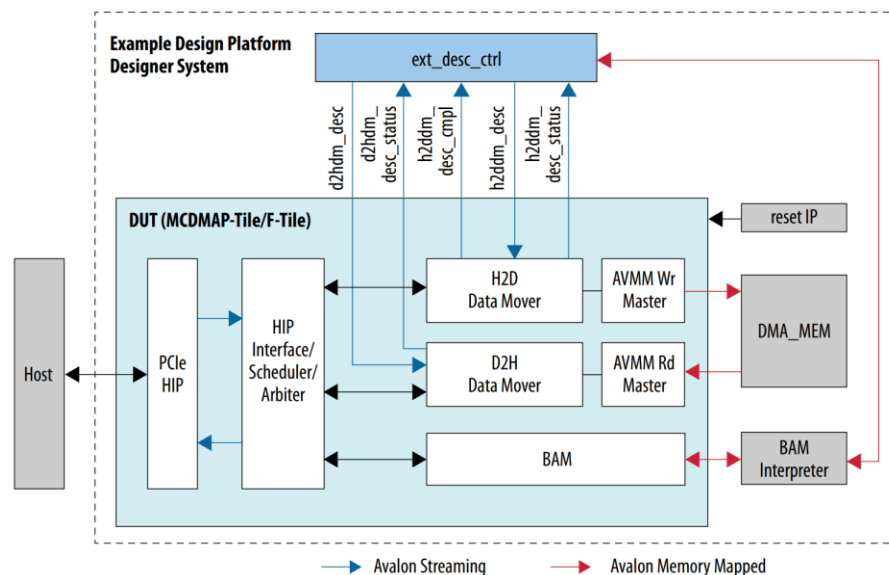 Example Design Platform
Designer System
ext_desc_ctrl
d2hdm_desc
d2hdm_
desc_status
h2ddm_
desc_cmpl
h2ddm_desc
h2ddm_
desc_status
DUT (MCDMAP-Tile/F-Tile)
reset IP
Host
PCIe
HIP
HIP
Interface/
Scheduler/
Arbiter
H2D
Data Mover
AVMM Wr
Master
DMA_MEM
D2H
Data Mover
AVMM Rd
Master
BAM
BAM
Interpreter
Avalon Streaming
Avalon Memory Mapped